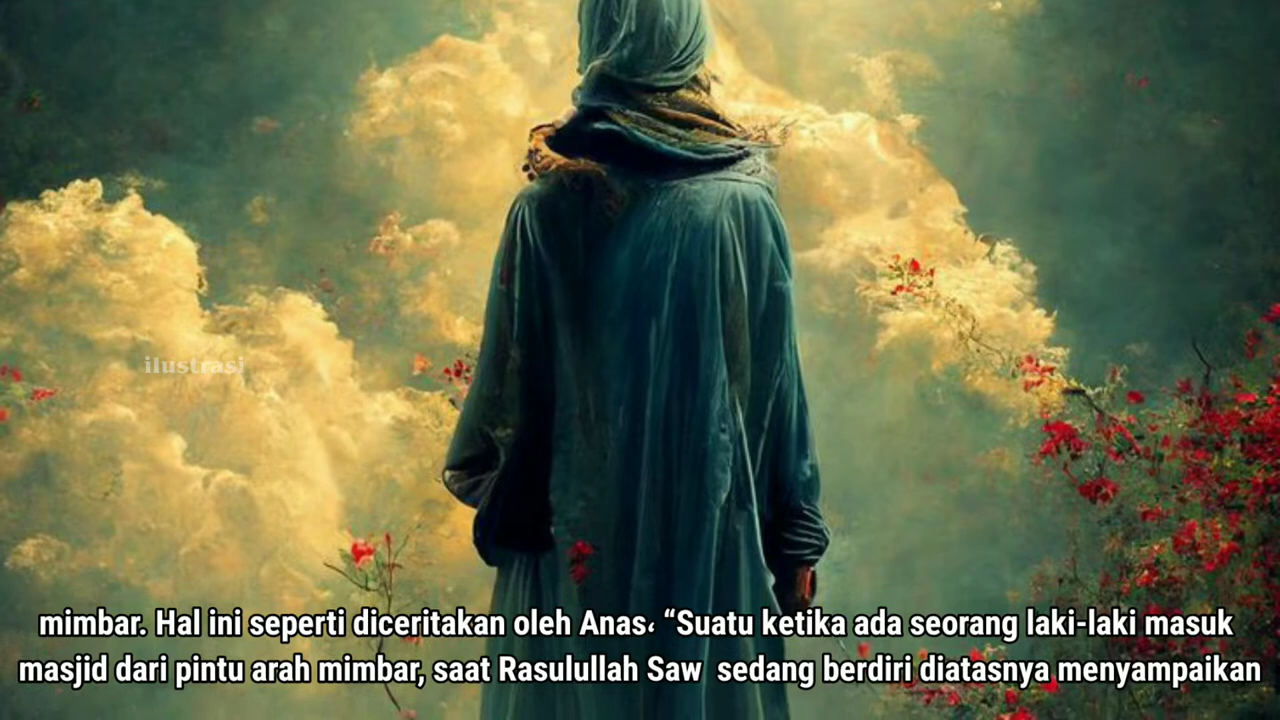 ilustrasi
mimbar. Hal ini seperti diceritakan oleh Anas، “Suatu ketika ada seorang laki-laki masuk
masjid dari pintu arah mimbar, saat Rasulullah Saw  sedang berdiri diatasnya menyampaikan